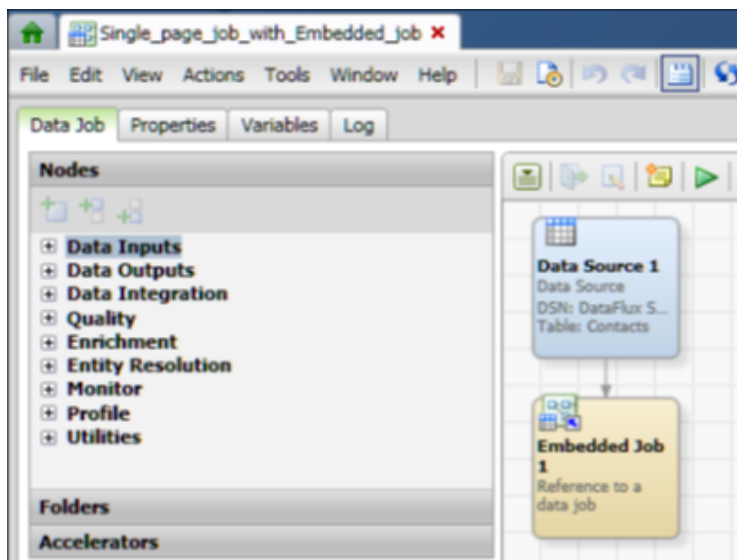 Single_page_job_with_Embedded_job
File Edit View Actions Tools Window Help
Data Job Properties Variables Log
Nodes
Data Inputs
Data Outputs
Data Integration
Quality
Enrichment
Entity Resolution
Monitor
Profile
Utilities
Folders
Accelerators
Data Source 1
Data Source
DSN: DataFlux S...
Table: Contacts
Embedded Job
1
Reference to a
data job